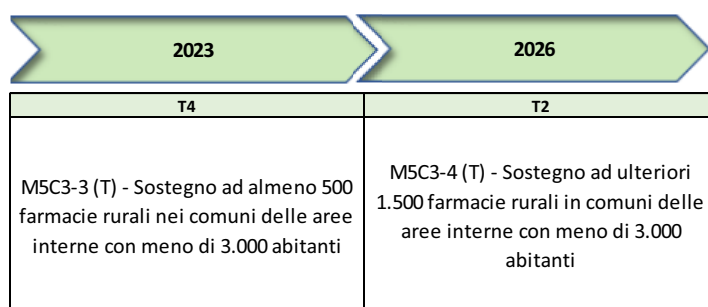 2023
2026
T4
T2
M5C3-3 (T) - Sostegno ad almeno 500
farmacie rurali nei comuni delle aree
interne con meno di 3.000 abitanti
M5C3-4 (T) - Sostegno ad ulteriori
1.500 farmacie rurali in comuni delle
aree interne con meno di 3.000
abitanti